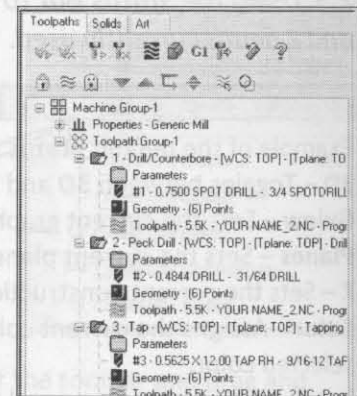 Toolpaths Solids Art
G1 ?
Machine Group-1
Properties - Generic Mill
Toolpath Group-1
1 - Drill/Counterbore - [WCS: TOP] - [Tplane: TO
Parameters
#1 - 0.7500 SPOT DRILL - 3/4 SPOTDRILL
Geometry - (6) Points
Toolpath - 5.5K - YOUR NAME_2.NC - Progr
2 - Peck Drill - [WCS: TOP] - [Tplane: TOP] - Dril
Parameters
#2 - 0.4844 DRILL - 31/64 DRILL
Geometry - (6) Points
Toolpath - 5.5K - YOUR NAME_2.NC - Progr
3 - Tap - [WCS: TOP] - [Tplane: TOP] - Tapping
Parameters
#3 - 0.5625 X 12.00 TAP RH - 9/16-12 TAF
Geometry - (6) Points
Toolpath - 5.5K - YOUR NAME_2.NC - Progr